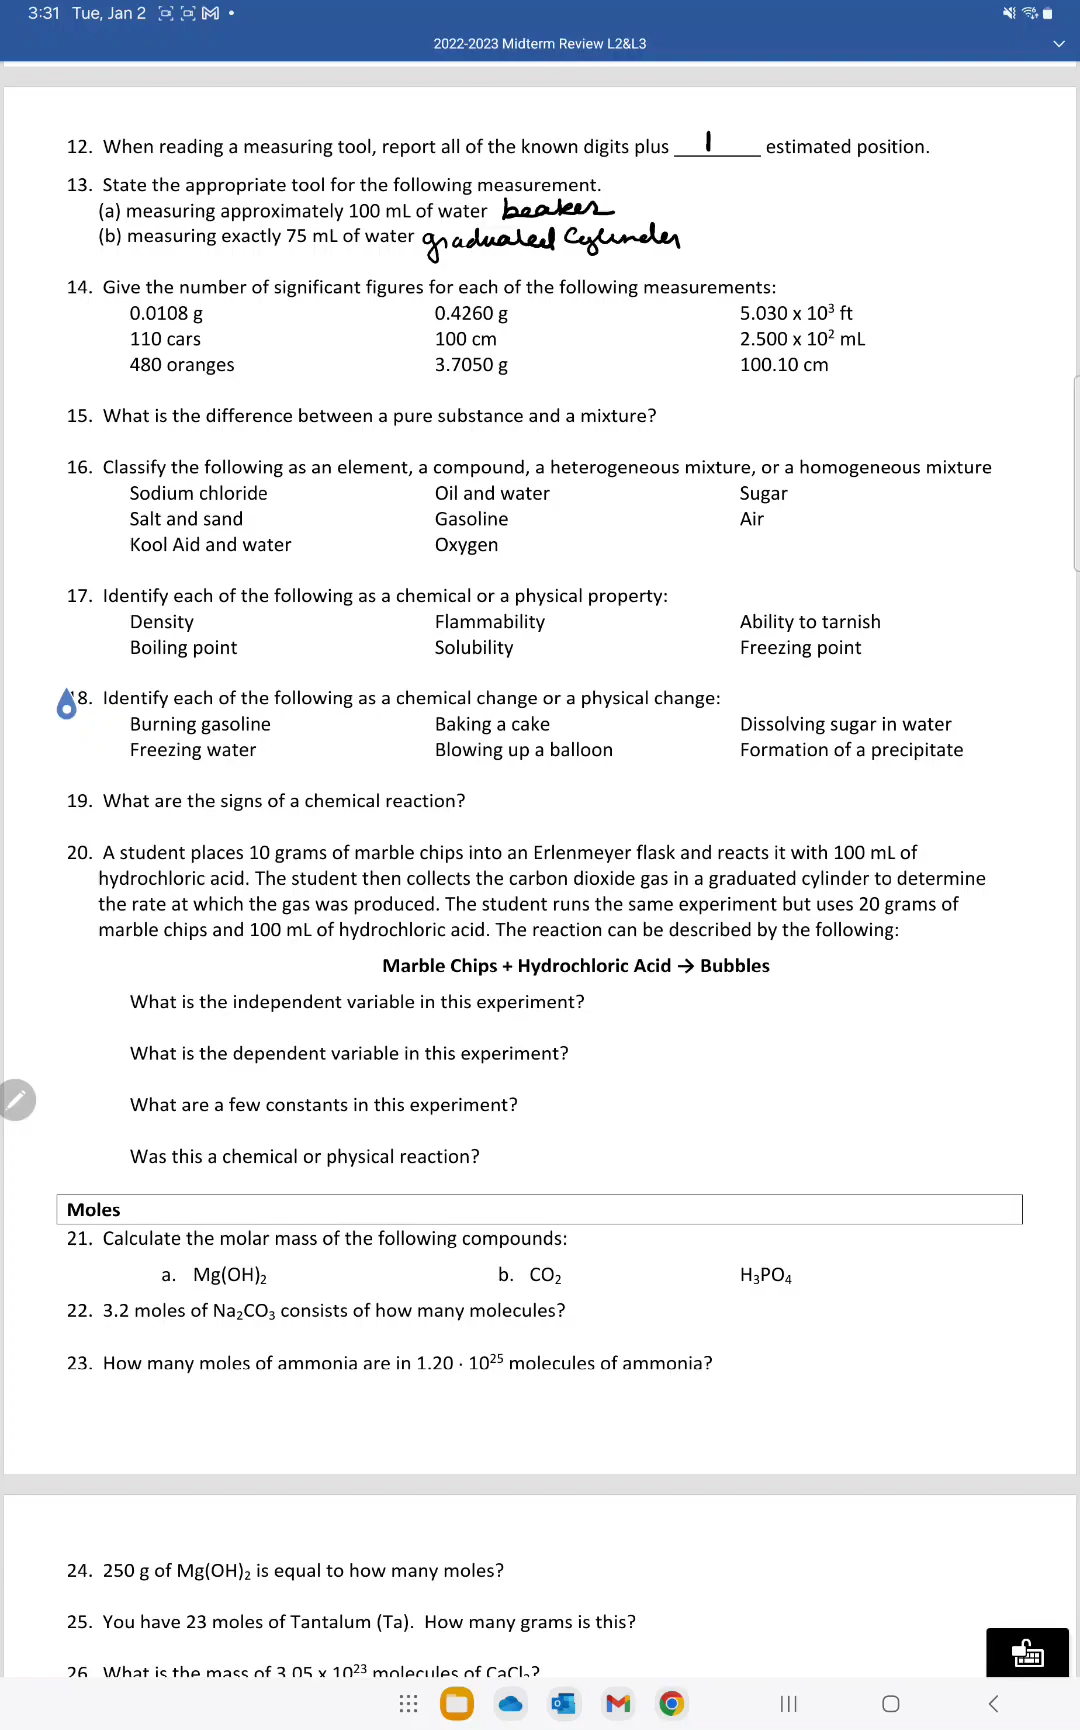 3:31 Tue, Jan 2
2022-2023 Midterm Review L2&L3
12. When reading a measuring tool, report all of the known digits plus 1 estimated position.
13. State the appropriate tool for the following measurement.
(a) measuring approximately 100 mL of water beaker
(b) measuring exactly 75 mL of water graduated Cylinder
14. Give the number of significant figures for each of the following measurements:
0.0108 g 0.4260 g 5.030 x 10³ ft
110 cars 100 cm 2.500 x 10² mL
480 oranges 3.7050 g 100.10 cm
15. What is the difference between a pure substance and a mixture?
16. Classify the following as an element, a compound, a heterogeneous mixture, or a homogeneous mixture
Sodium chloride Oil and water Sugar
Salt and sand Gasoline Air
Kool Aid and water Oxygen
17. Identify each of the following as a chemical or a physical property:
Density Flammability Ability to tarnish
Boiling point Solubility Freezing point
18. Identify each of the following as a chemical change or a physical change:
Burning gasoline Baking a cake Dissolving sugar in water
Freezing water Blowing up a balloon Formation of a precipitate
19. What are the signs of a chemical reaction?
20. A student places 10 grams of marble chips into an Erlenmeyer flask and reacts it with 100 mL of
hydrochloric acid. The student then collects the carbon dioxide gas in a graduated cylinder to determine
the rate at which the gas was produced. The student runs the same experiment but uses 20 grams of
marble chips and 100 mL of hydrochloric acid. The reaction can be described by the following:
Marble Chips + Hydrochloric Acid → Bubbles
What is the independent variable in this experiment?
What is the dependent variable in this experiment?
What are a few constants in this experiment?
Was this a chemical or physical reaction?
Moles
21. Calculate the molar mass of the following compounds:
a. Mg(OH)₂ b. CO₂ H₃PO₄
22. 3.2 moles of Na₂CO₃ consists of how many molecules?
23. How many moles of ammonia are in 1.20 · 10²⁵ molecules of ammonia?
24. 250 g of Mg(OH)₂ is equal to how many moles?
25. You have 23 moles of Tantalum (Ta). How many grams is this?
26. What is the mass of 3.05 x 10²³ molecules of CaCl₂?